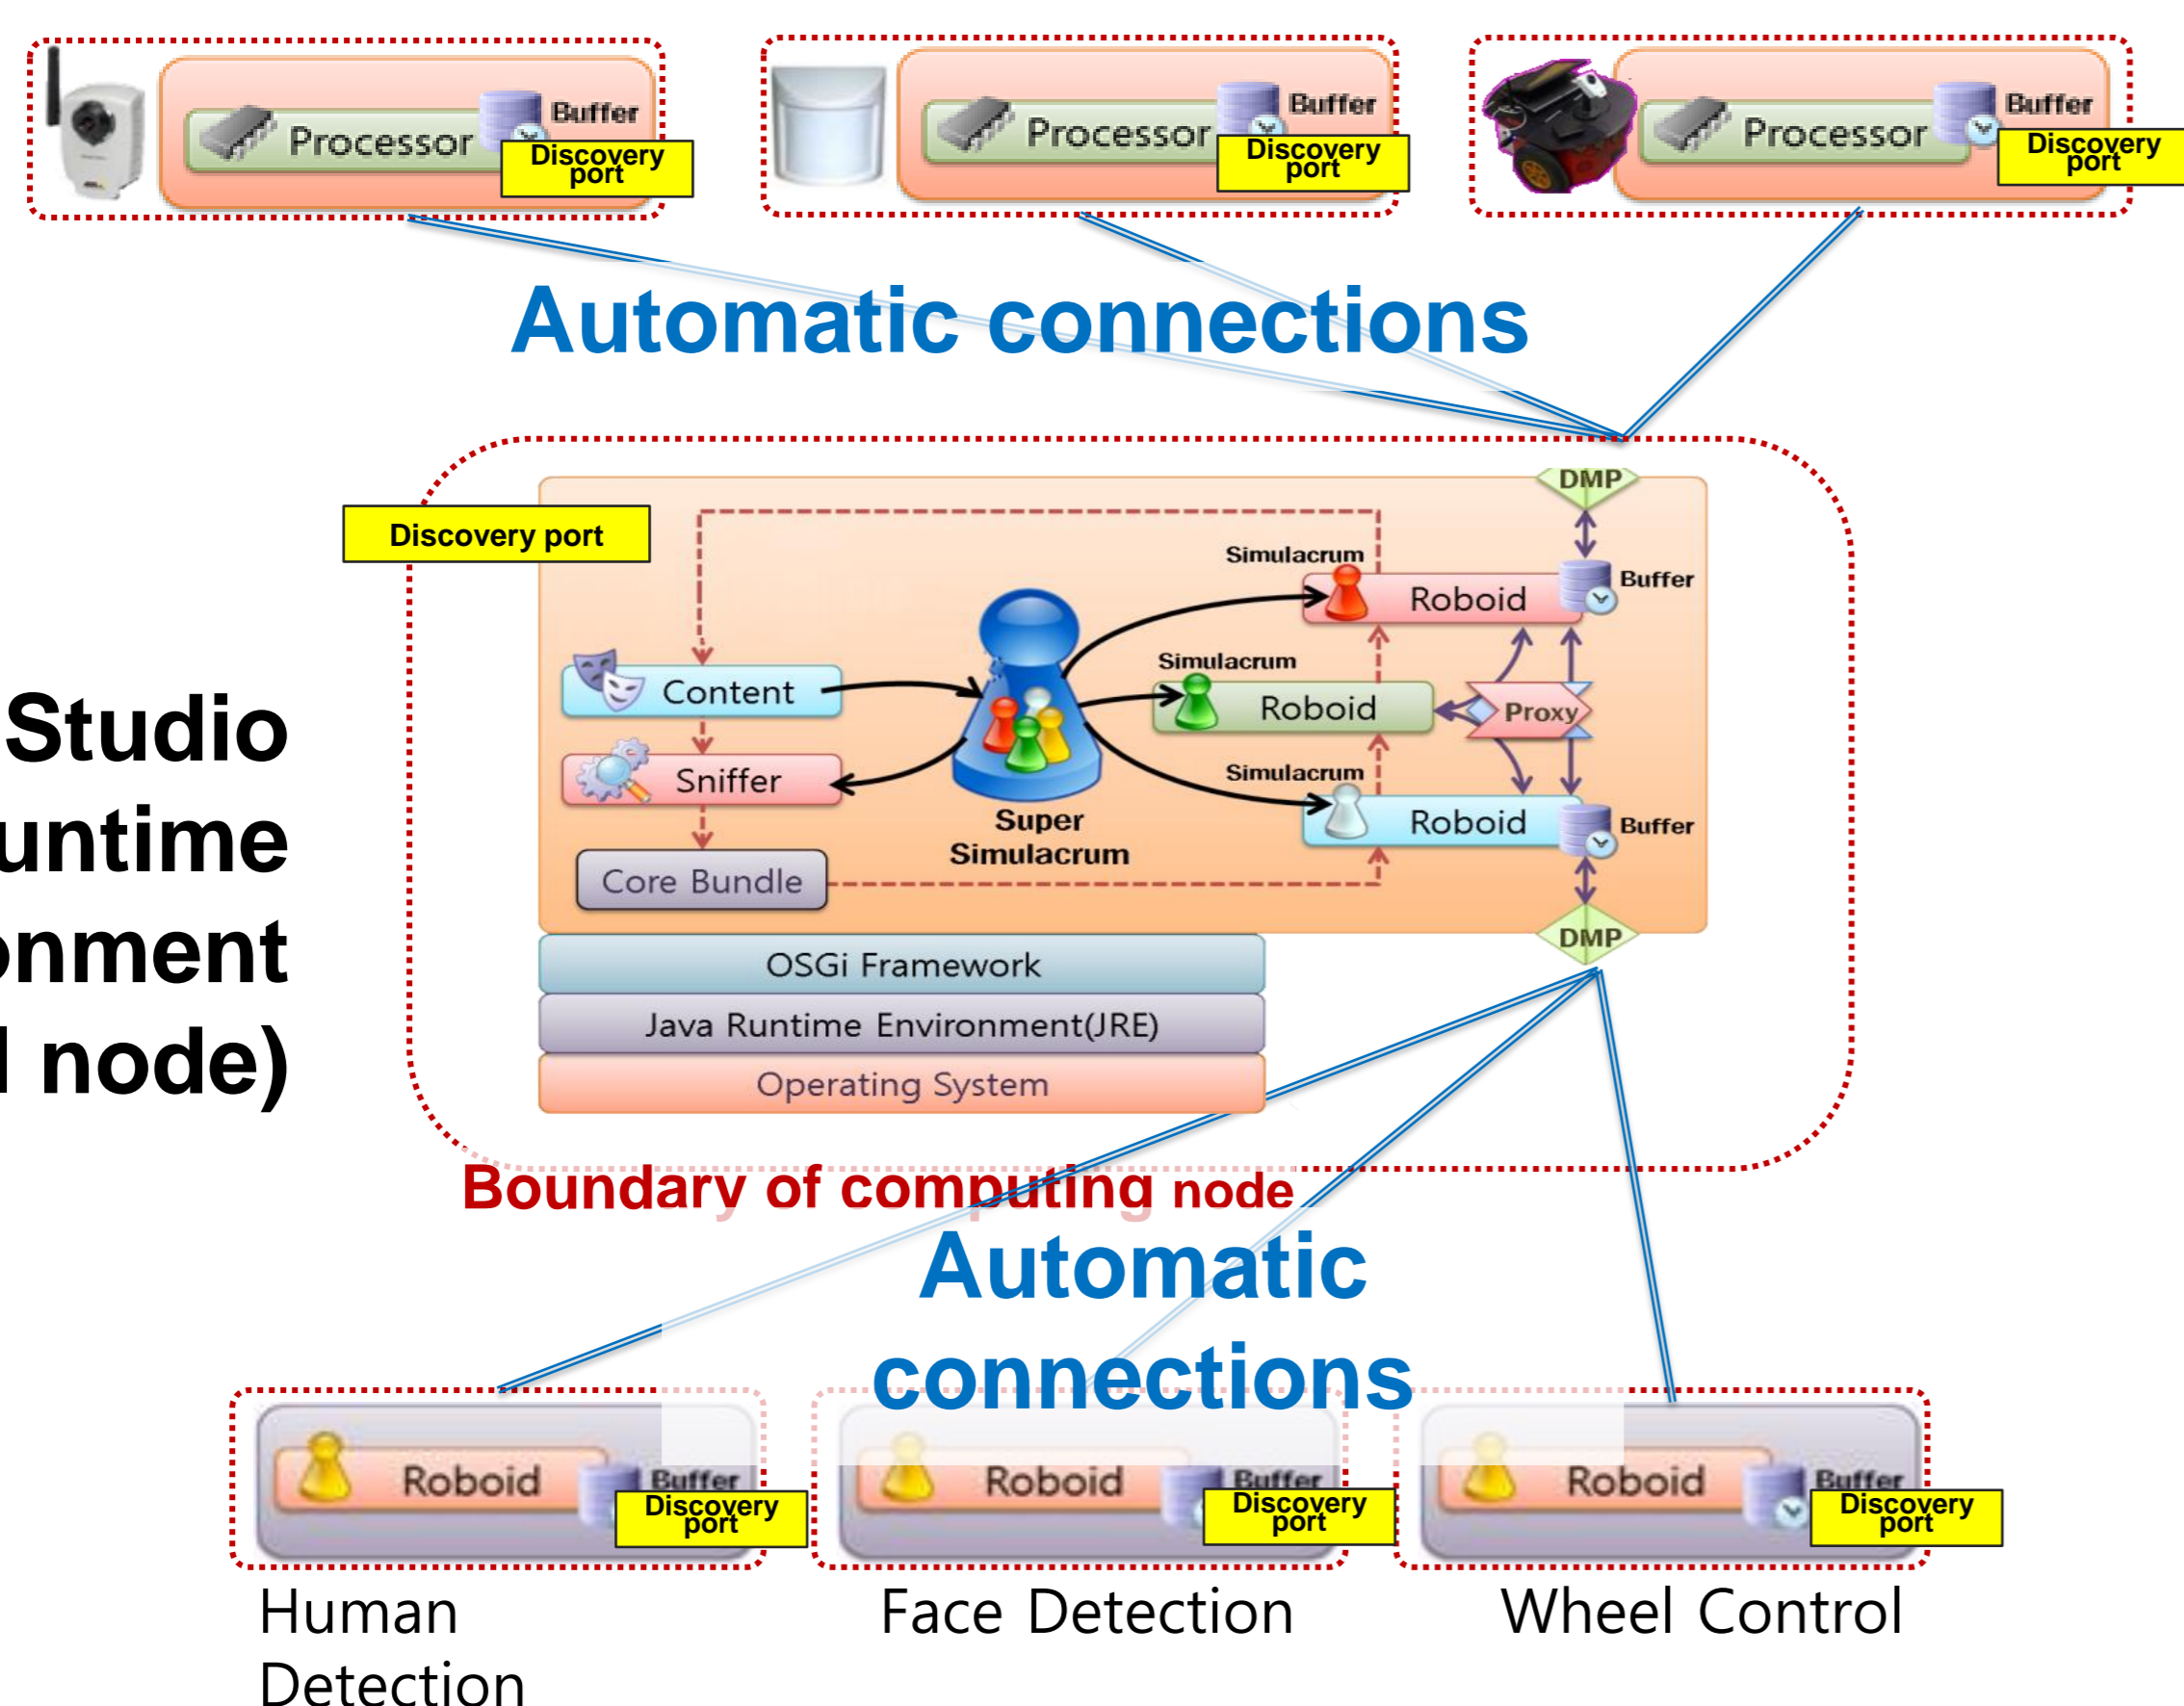 Buffer
Processor
Discovery
port
Buffer
Processor
Discovery
port
Buffer
Processor
Discovery
port
Automatic connections
DMP
Discovery port
Simulacrum
Buffer
Roboid
Simulacrum
Content
Roboid
Proxy
Sniffer
Simulacrum
Super
Simulacrum
Roboid
Buffer
Core Bundle
DMP
OSGi Framework
Java Runtime Environment(JRE)
Operating System
Studio
node)
Boundary of computing node
Automatic
connections
Roboid
Buffer
Discovery
port
Roboid
Buffer
Discovery
port
Roboid
Buffer
Discovery
port
Human
Detection
Face Detection
Wheel Control